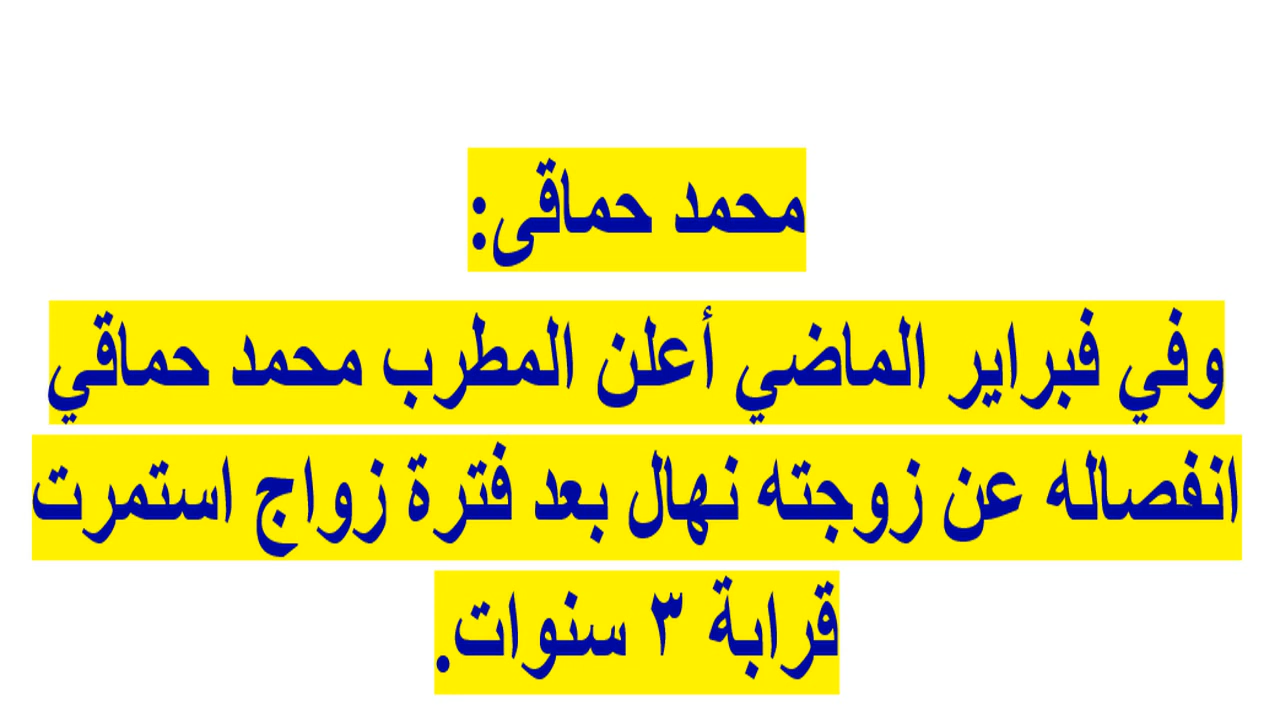 محمد حماقى:
وفي فبراير الماضي أعلن المطرب محمد حماقي
انفصاله عن زوجته نهال بعد فترة زواج استمرت
قرابة ٣ سنوات.